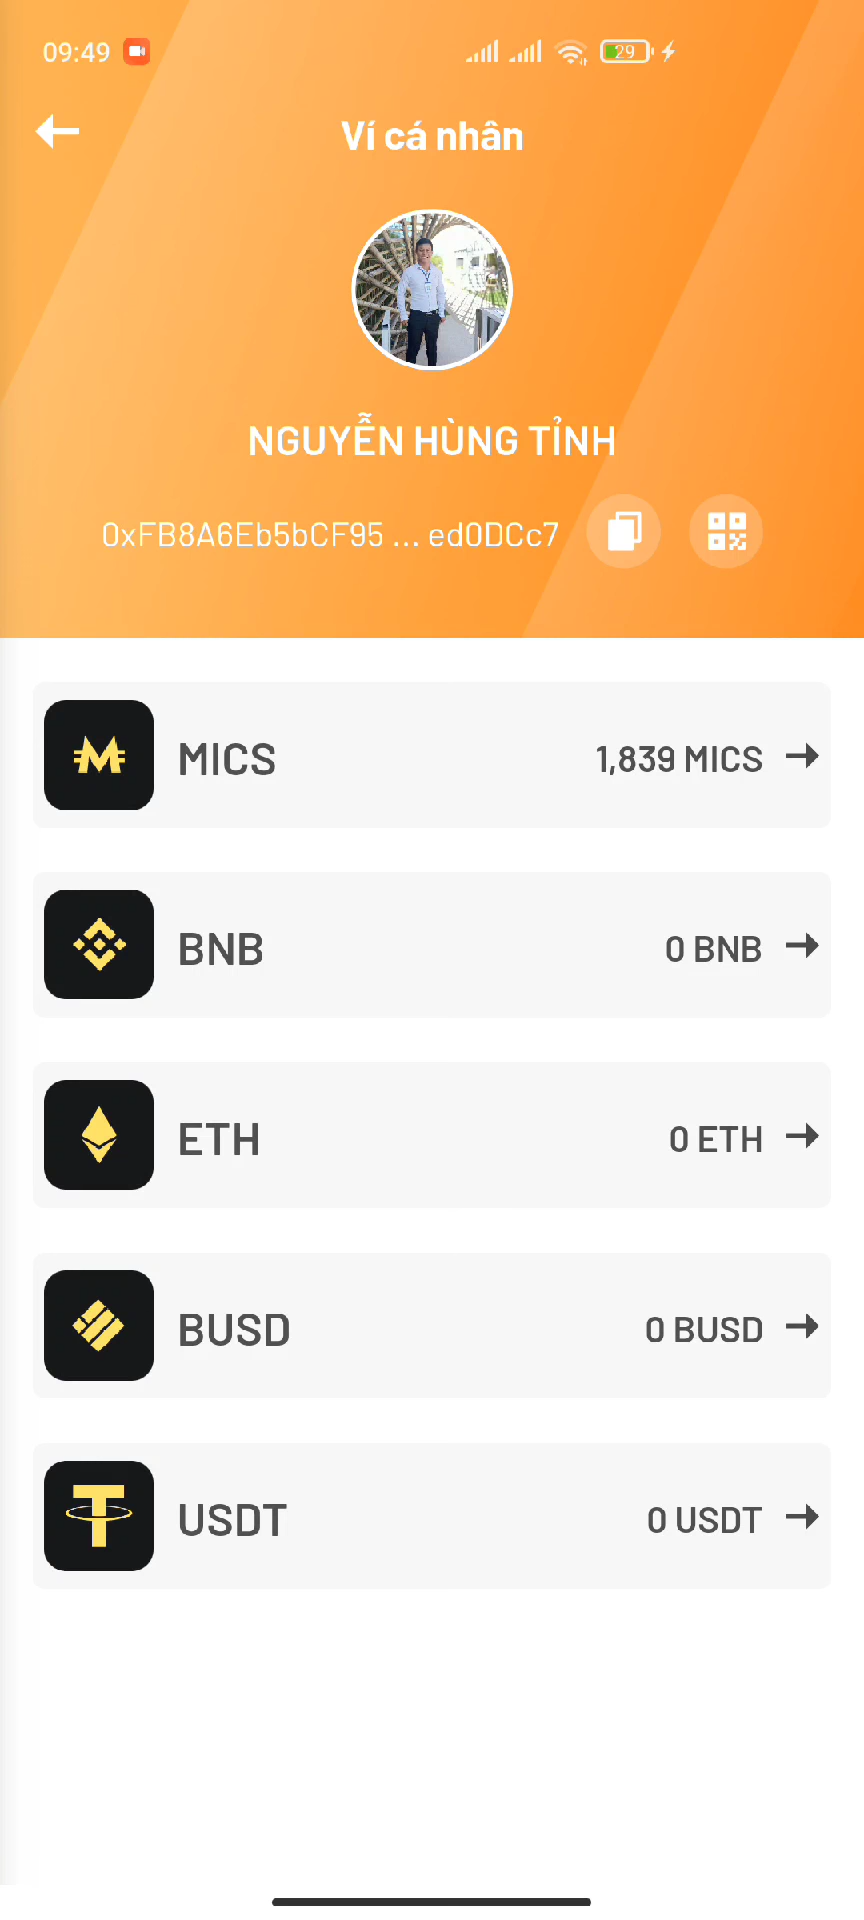 09:49
29
Ví cá nhân
NGUYỄN HÙNG TỈNH
0xFB8A6Eb5bCF95 ... ed0DCc7
MICS
1,839 MICS
BNB
0 BNB
ETH
0 ETH
BUSD
0 BUSD
USDT
0 USDT